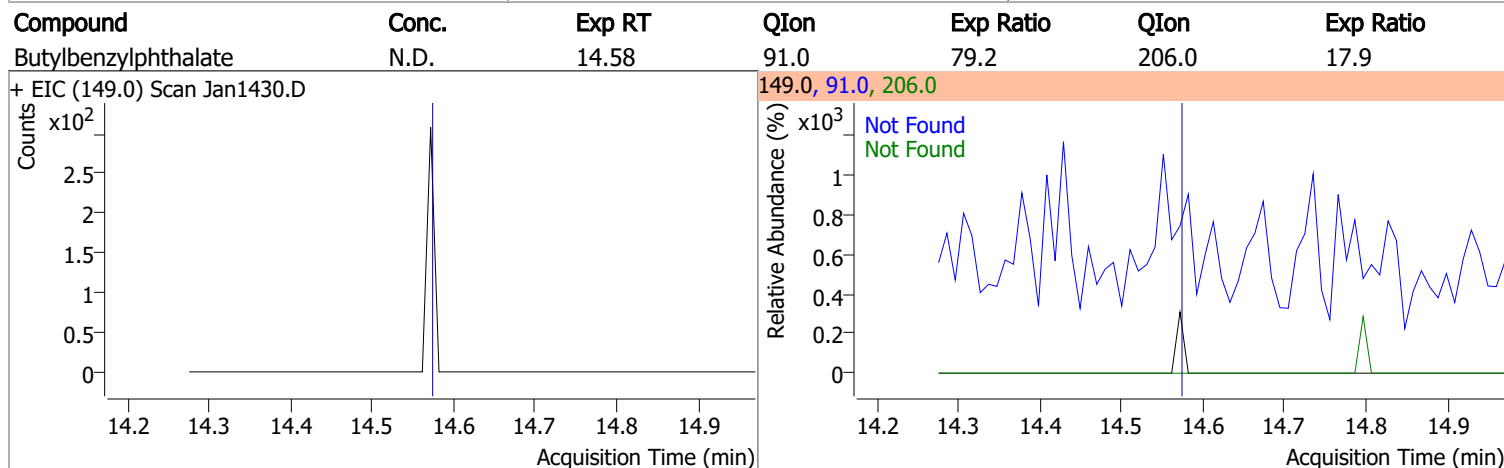 Compound Conc. Exp RT QIon Exp Ratio QIon Exp Ratio
Butylbenzylphthalate N.D. 14.58 91.0 79.2 206.0 17.9
+ EIC (149.0) Scan Jan1430.D
Counts
x10²
2.5
2
1.5
1
0.5
0
14.2 14.3 14.4 14.5 14.6 14.7 14.8 14.9
Acquisition Time (min)
149.0, 91.0, 206.0
Relative Abundance (%)
x10³
Not Found
Not Found
1
0.8
0.6
0.4
0.2
0
14.2 14.3 14.4 14.5 14.6 14.7 14.8 14.9
Acquisition Time (min)